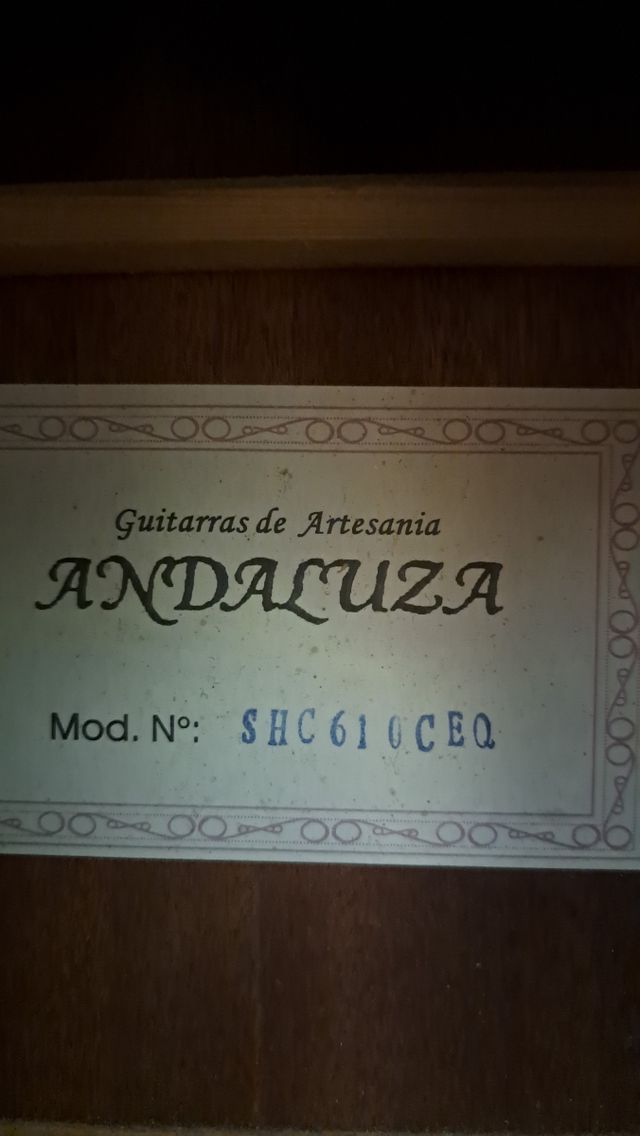 Guitarras de Artesania
ANDALUZA
Mod. Nº: SHC610CEQ